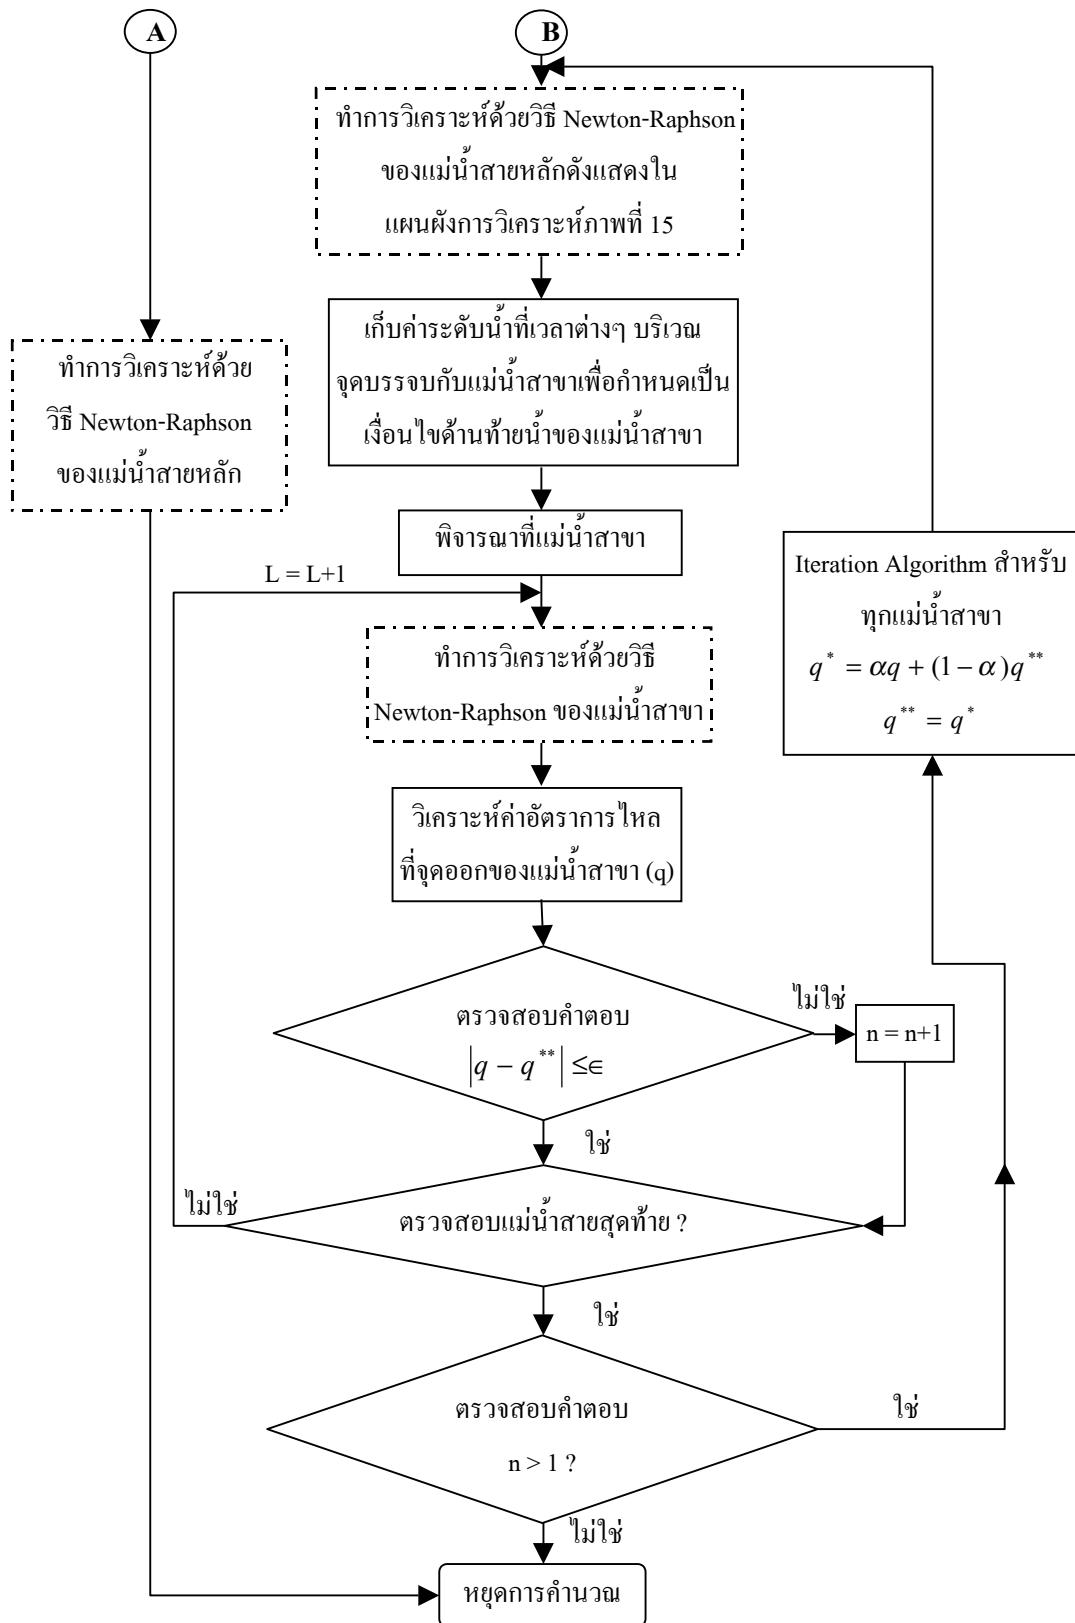 A
B
ทำการวิเคราะห์ด้วยวิธี Newton-Raphson
ของแม่น้ำสายหลักดังแสดงใน
แผนผังการวิเคราะห์ภาพที่ 15
เก็บค่าระดับน้ำที่เวลาต่างๆ บริเวณ
จุดบรรจบกับแม่น้ำสาขาเพื่อกำหนดเป็น
เงื่อนไขด้านท้ายน้ำของแม่น้ำสาขา
ทำการวิเคราะห์ด้วย
วิธี Newton-Raphson
ของแม่น้ำสายหลัก
พิจารณาที่แม่น้ำสาขา
L = L+1
ทำการวิเคราะห์ด้วยวิธี
Newton-Raphson ของแม่น้ำสาขา
Iteration Algorithm สำหรับ
ทุกแม่น้ำสาขา
q* = αq + (1 − α)q**
q** = q*
วิเคราะห์ค่าอัตราการไหล
ที่จุดออกของแม่น้ำสาขา (q)
ตรวจสอบคำตอบ
|q − q**| ≤∈
ไม่ใช่
n = n+1
ใช่
ตรวจสอบแม่น้ำสายสุดท้าย ?
ไม่ใช่
ใช่
ตรวจสอบคำตอบ
n > 1 ?
ใช่
ไม่ใช่
หยุดการคำนวณ